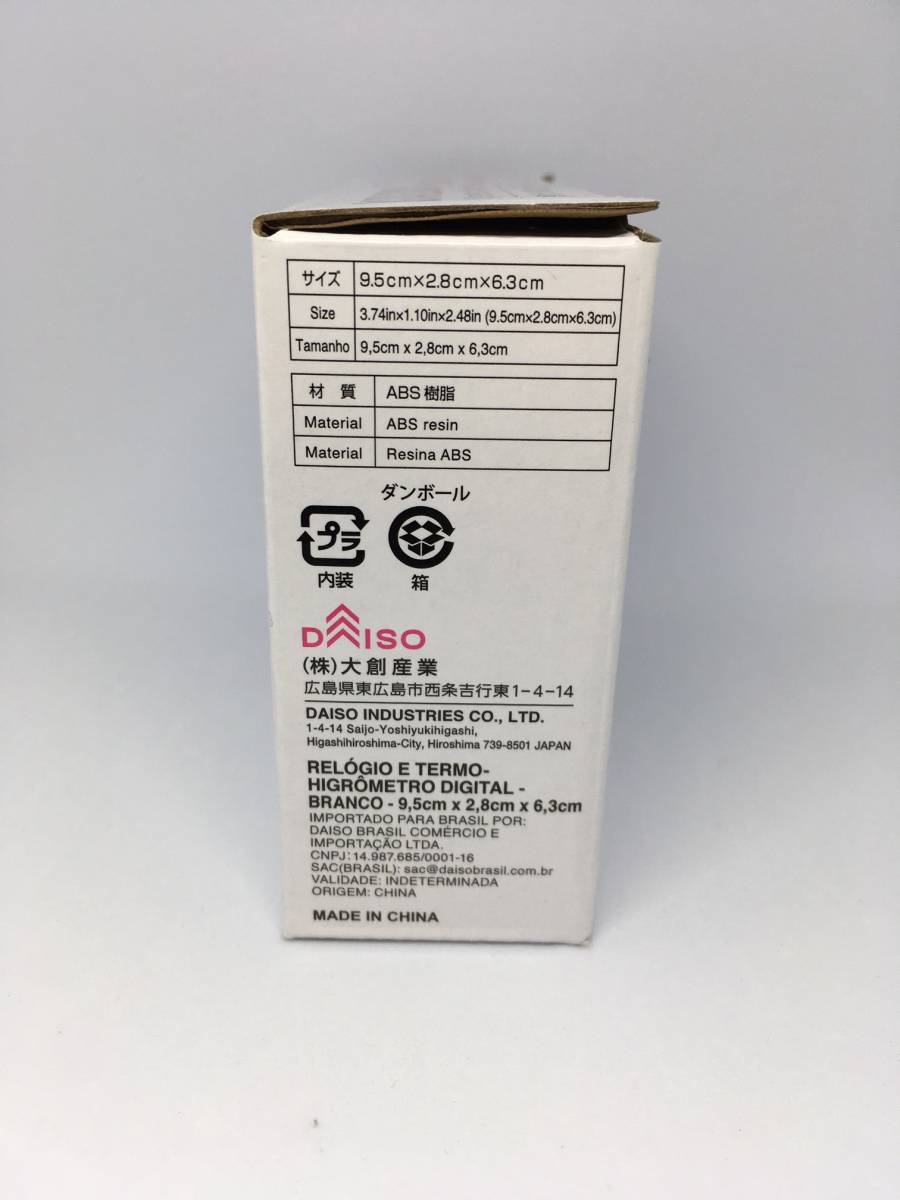 サイズ 9.5cm×2.8cm×6.3cm
Size 3.74in×1.10in×2.48in (9.5cm×2.8cm×6.3cm)
Tamanho 9,5cm x 2,8cm x 6,3cm
材 質 ABS樹脂
Material ABS resin
Material Resina ABS
ダンボール
プラ
内装 箱
DAISO
(株)大創産業
広島県東広島市西条吉行東1-4-14
DAISO INDUSTRIES CO., LTD.
1-4-14 Saijo-Yoshiyukihigashi,
Higashihiroshima-City, Hiroshima 739-8501 JAPAN
RELÓGIO E TERMO-
HIGRÔMETRO DIGITAL -
BRANCO - 9,5cm x 2,8cm x 6,3cm
IMPORTADO PARA BRASIL POR:
DAISO BRASIL COMÉRCIO E
IMPORTAÇÃO LTDA.
CNPJ: 14.987.685/0001-16
SAC(BRASIL): sac@daisobrasil.com.br
VALIDADE: INDETERMINADA
ORIGEM: CHINA
MADE IN CHINA